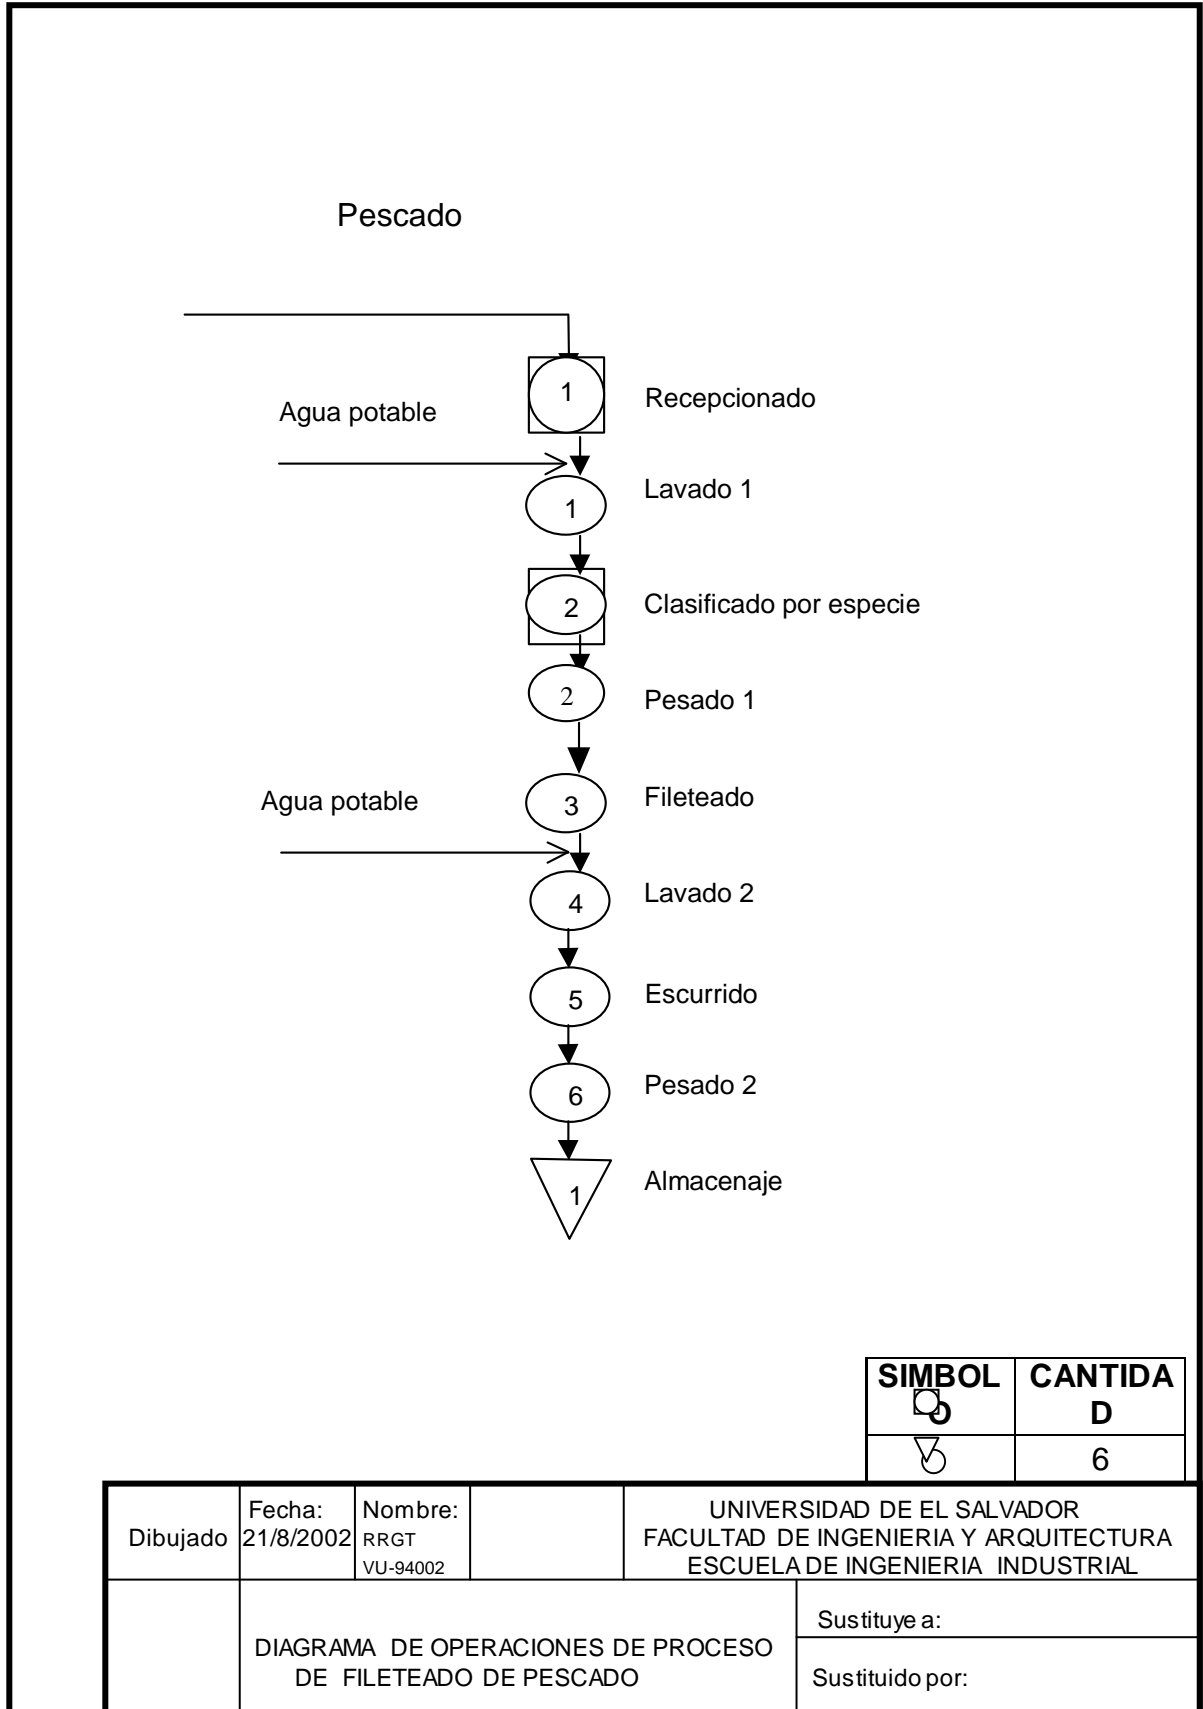 Pescado
1
Recepcionado
Agua potable
Lavado 1
1
2
Clasificado por especie
2
Pesado 1
Agua potable
3
Fileteado
4
Lavado 2
5
Escurrido
6
Pesado 2
1
Almacenaje
SIMBOL
O
CANTIDA
D
6
Dibujado
Fecha:
21/8/2002
Nombre:
RRGT
VU-94002
UNIVERSIDAD DE EL SALVADOR
FACULTAD DE INGENIERIA Y ARQUITECTURA
ESCUELA DE INGENIERIA INDUSTRIAL
DIAGRAMA DE OPERACIONES DE PROCESO
DE FILETEADO DE PESCADO
Sustituye a:
Sustituido por: